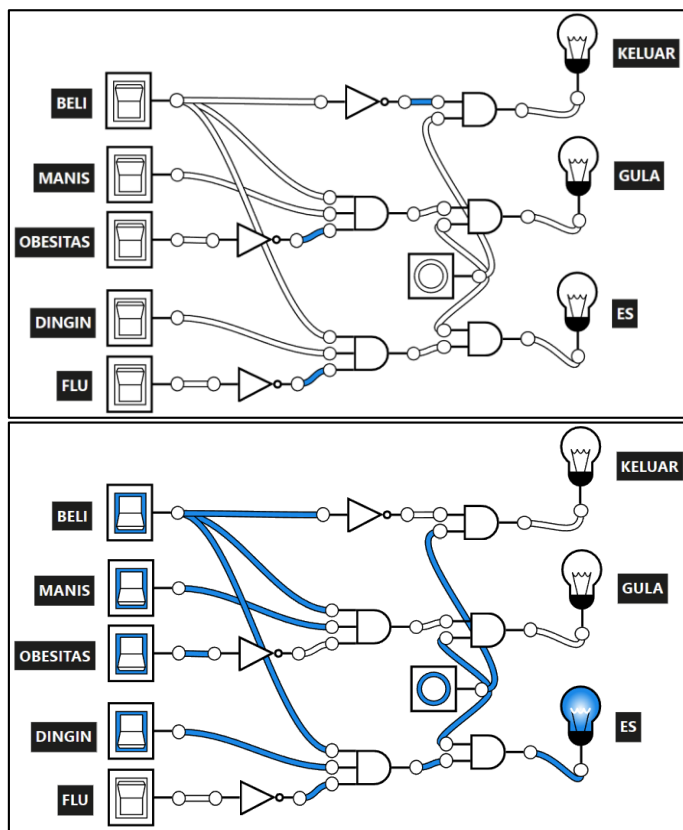 KELUAR
BELI
MANIS
GULA
OBESITAS
DINGIN
ES
FLU
KELUAR
BELI
MANIS
GULA
OBESITAS
DINGIN
ES
FLU